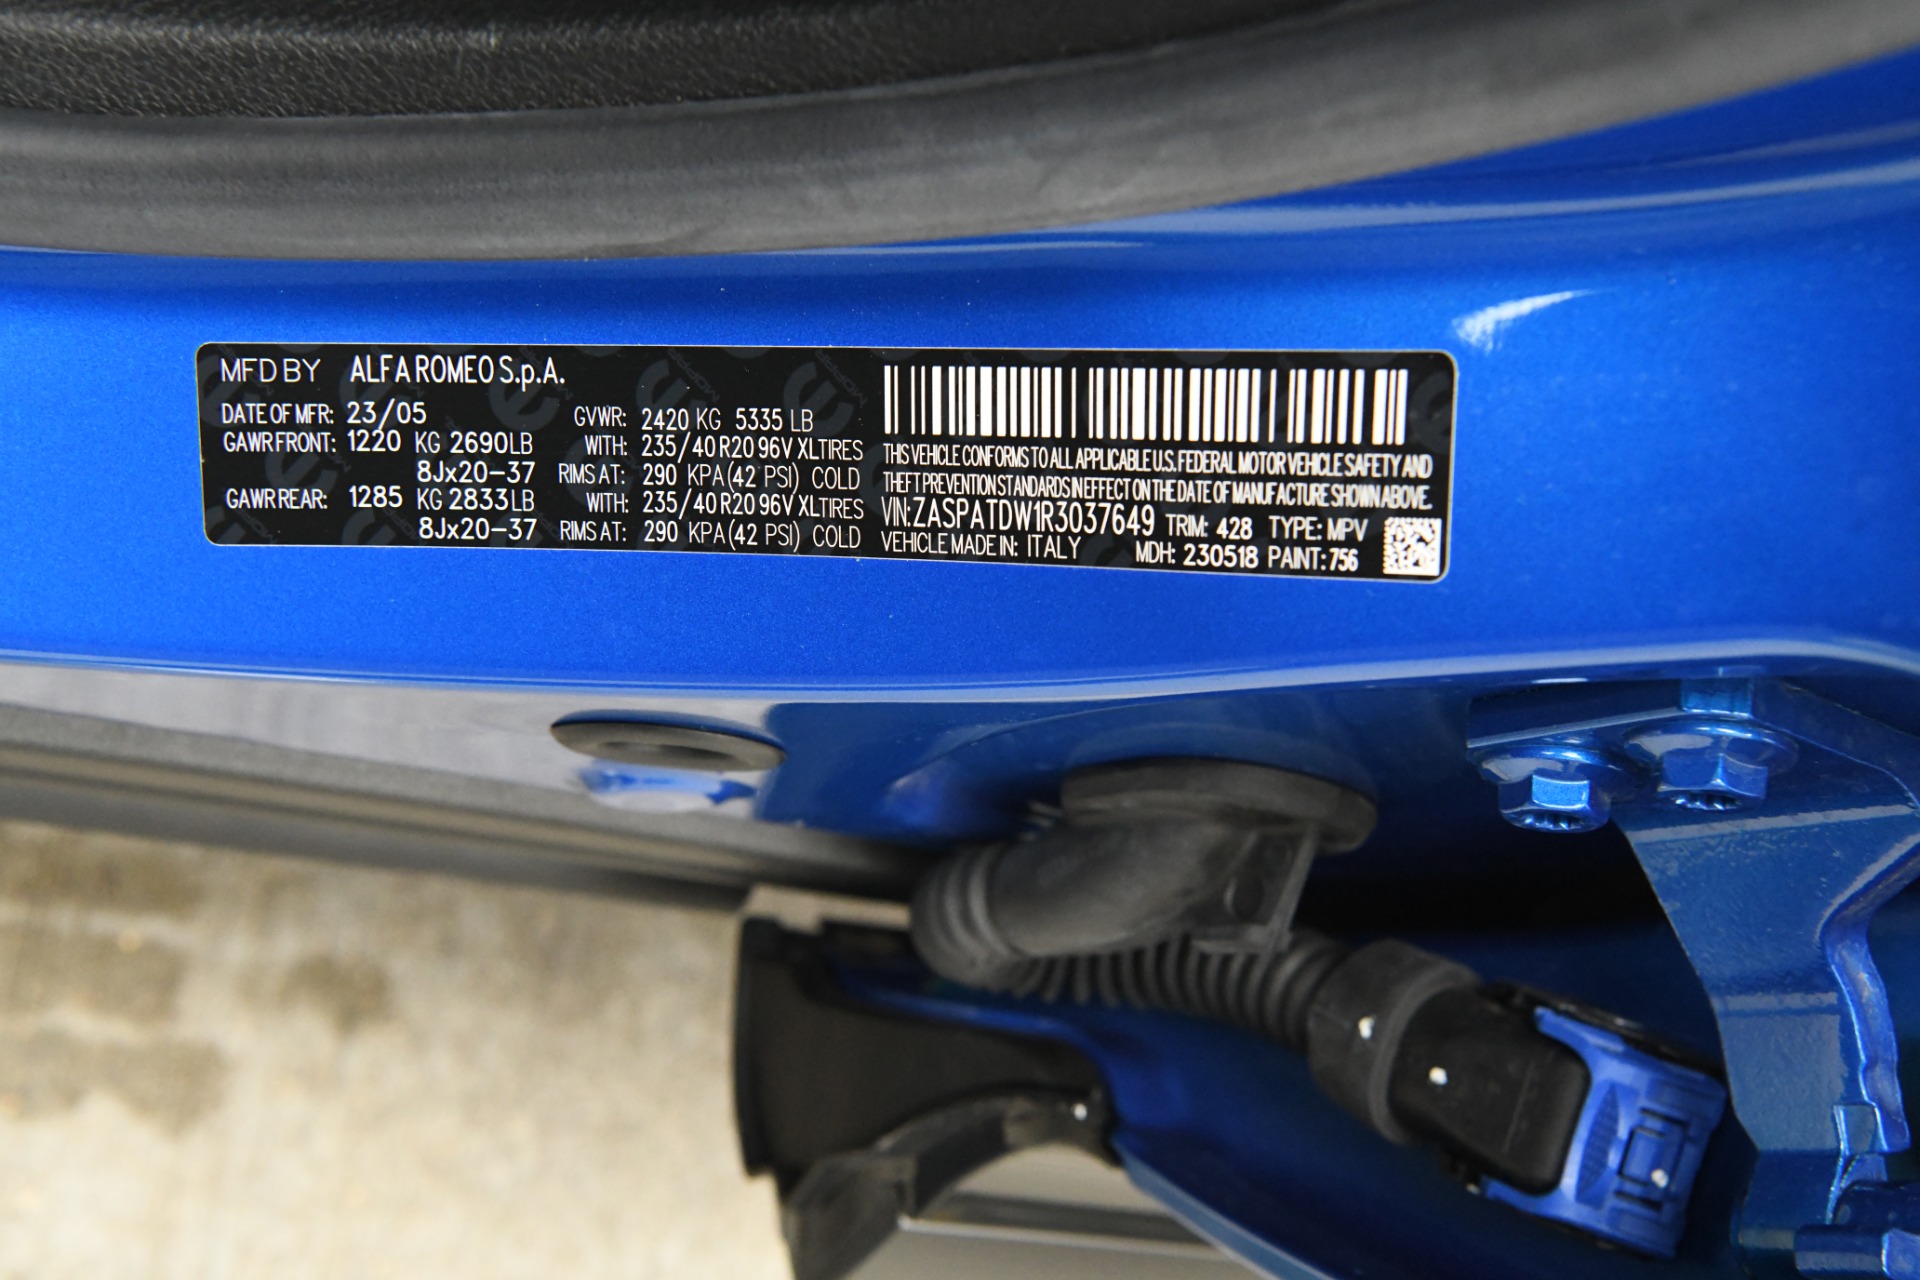 MFD BY ALFA ROMEO S.p.A.
DATE OF MFR: 23/05 GVWR: 2420 KG 5335 LB
GAWR FRONT: 1220 KG 2690 LB WITH: 235/40 R20 96V XL TIRES
8Jx20-37 RIMS AT: 290 KPA (42 PSI) COLD
GAWR REAR: 1285 KG 2833 LB WITH: 235/40 R20 96V XL TIRES
8Jx20-37 RIMS AT: 290 KPA (42 PSI) COLD
THIS VEHICLE CONFORMS TO ALL APPLICABLE U.S. FEDERAL MOTOR VEHICLE SAFETY AND
THEFT PREVENTION STANDARDS IN EFFECT ON THE DATE OF MANUFACTURE SHOWN ABOVE.
VIN: ZASPATDW1R3037649 TRIM: 428 TYPE: MPV
VEHICLE MADE IN: ITALY MDH: 230518 PAINT: 756